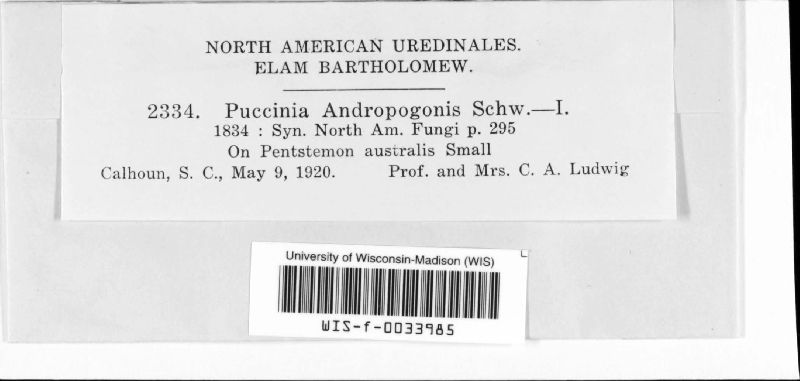 NORTH AMERICAN UREDINALES.
ELAM BARTHOLOMEW.
2334. Puccinia Andropogonis Schw.—I.
1834 : Syn. North Am. Fungi p. 295
On Pentstemon australis Small
Calhoun, S. C., May 9, 1920. Prof. and Mrs. C. A. Ludwig
University of Wisconsin-Madison (WIS)
WIS-f-0033985